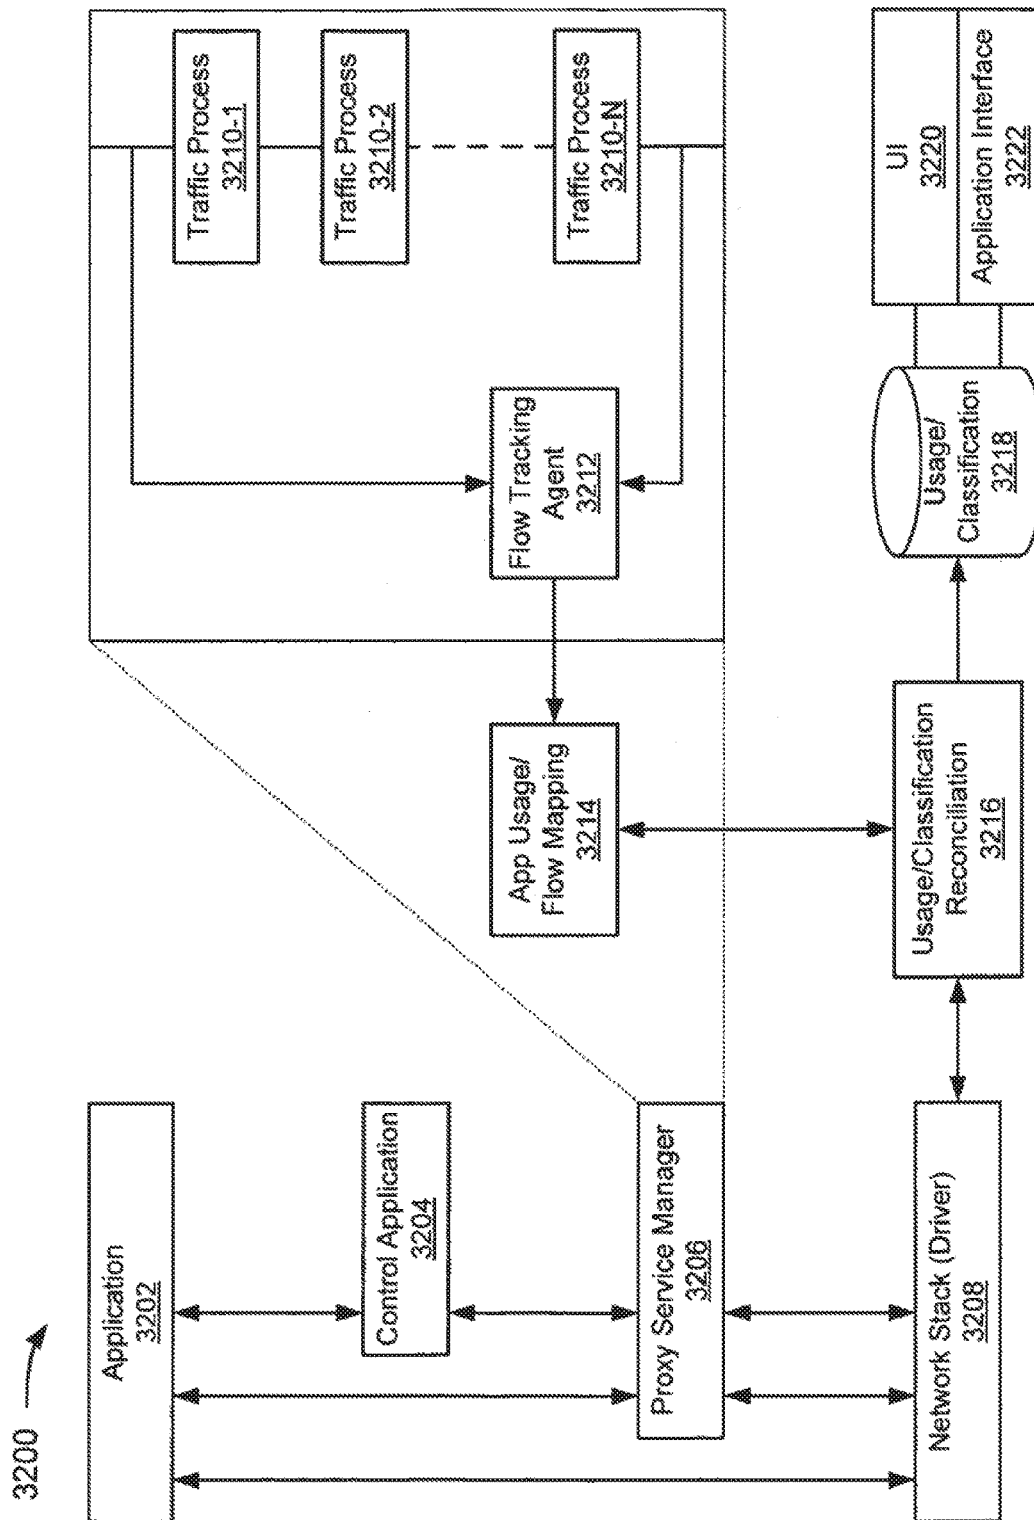 3200
Application
3202
Control Application
3204
Proxy Service Manager
3206
Network Stack (Driver)
3208
Traffic Process
3210-1
Traffic Process
3210-2
Traffic Process
3210-N
Flow Tracking
Agent
3212
App Usage/
Flow Mapping
3214
Usage/Classification
Reconciliation
3216
Usage/
Classification
3218
UI
3220
Application Interface
3222